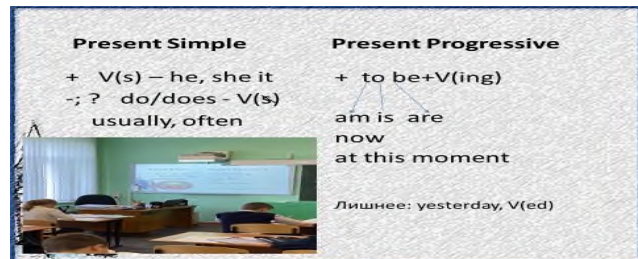 Present Simple
+ V(s) – he, she it
-; ? do/does - V(s)
usually, often
Present Progressive
+ to be+V(ing)
am is are
now
at this moment
Лишнее: yesterday, V(ed)